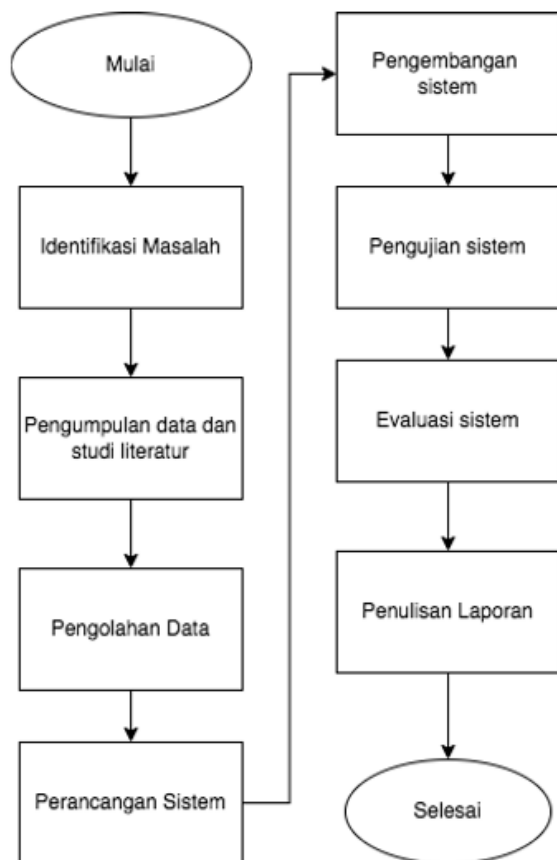 Mulai
Identifikasi Masalah
Pengumpulan data dan
studi literatur
Pengolahan Data
Perancangan Sistem
Pengembangan
sistem
Pengujian sistem
Evaluasi sistem
Penulisan Laporan
Selesai